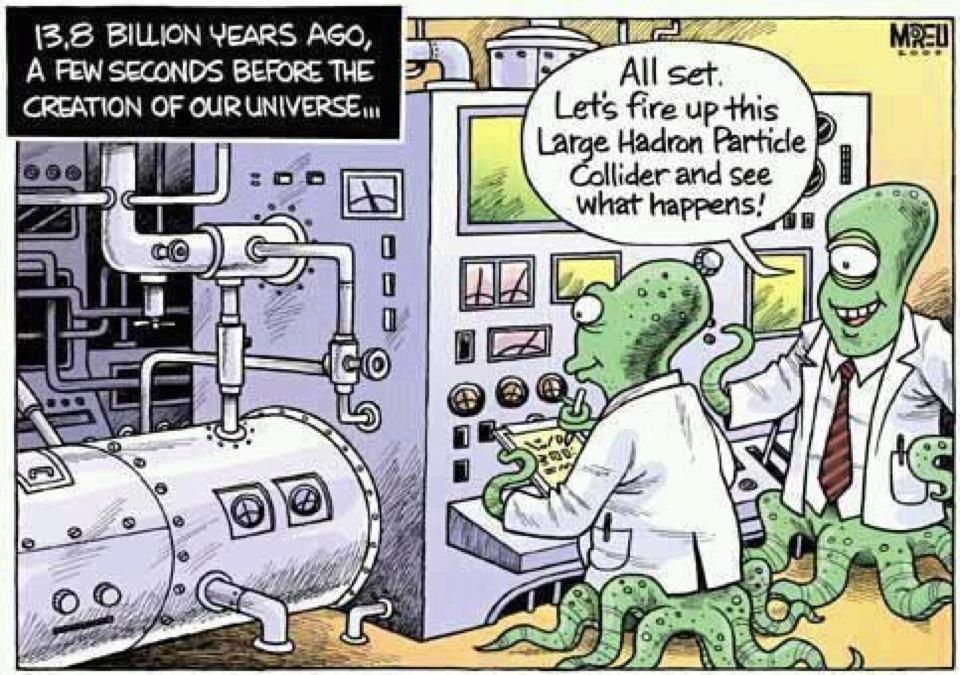 13,8 BILLION YEARS AGO,
A FEW SECONDS BEFORE THE
CREATION OF OUR UNIVERSE...
All set.
Let's fire up this
Large Hadron Particle
Collider and see
what happens!